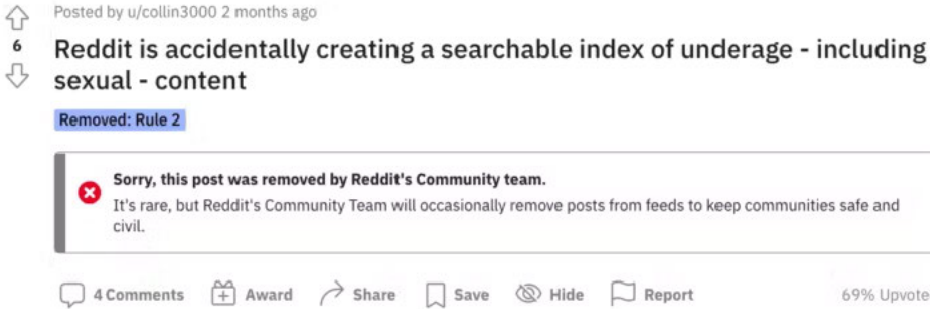 Posted by u/collin3000 2 months ago
6
Reddit is accidentally creating a searchable index of underage - including
sexual - content
Removed: Rule 2
Sorry, this post was removed by Reddit's Community team.
It's rare, but Reddit's Community Team will occasionally remove posts from feeds to keep communities safe and
civil.
4 Comments Award Share Save Hide Report 69% Upvote